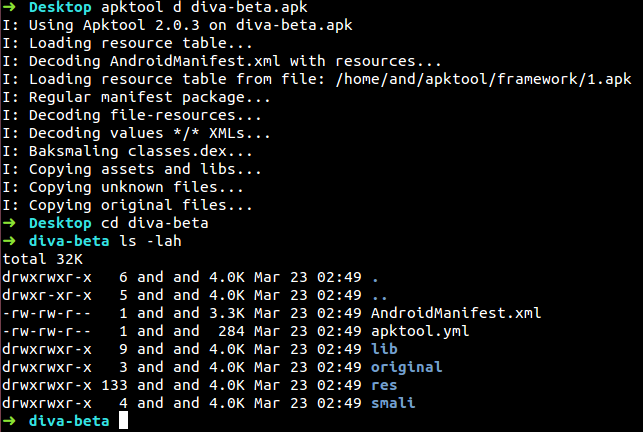 ➜ Desktop apktool d diva-beta.apk
I: Using Apktool 2.0.3 on diva-beta.apk
I: Loading resource table...
I: Decoding AndroidManifest.xml with resources...
I: Loading resource table from file: /home/and/apktool/framework/1.apk
I: Regular manifest package...
I: Decoding file-resources...
I: Decoding values */* XMLs...
I: Baksmaling classes.dex...
I: Copying assets and libs...
I: Copying unknown files...
I: Copying original files...
➜ Desktop cd diva-beta
➜ diva-beta ls -lah
total 32K
drwxrwxr-x   6 and and 4.0K Mar 23 02:49 .
drwxr-xr-x   5 and and 4.0K Mar 23 02:49 ..
-rw-rw-r--   1 and and 3.3K Mar 23 02:49 AndroidManifest.xml
-rw-rw-r--   1 and and  284 Mar 23 02:49 apktool.yml
drwxrwxr-x   9 and and 4.0K Mar 23 02:49 lib
drwxrwxr-x   3 and and 4.0K Mar 23 02:49 original
drwxrwxr-x 133 and and 4.0K Mar 23 02:49 res
drwxrwxr-x   4 and and 4.0K Mar 23 02:49 smali
➜ diva-beta